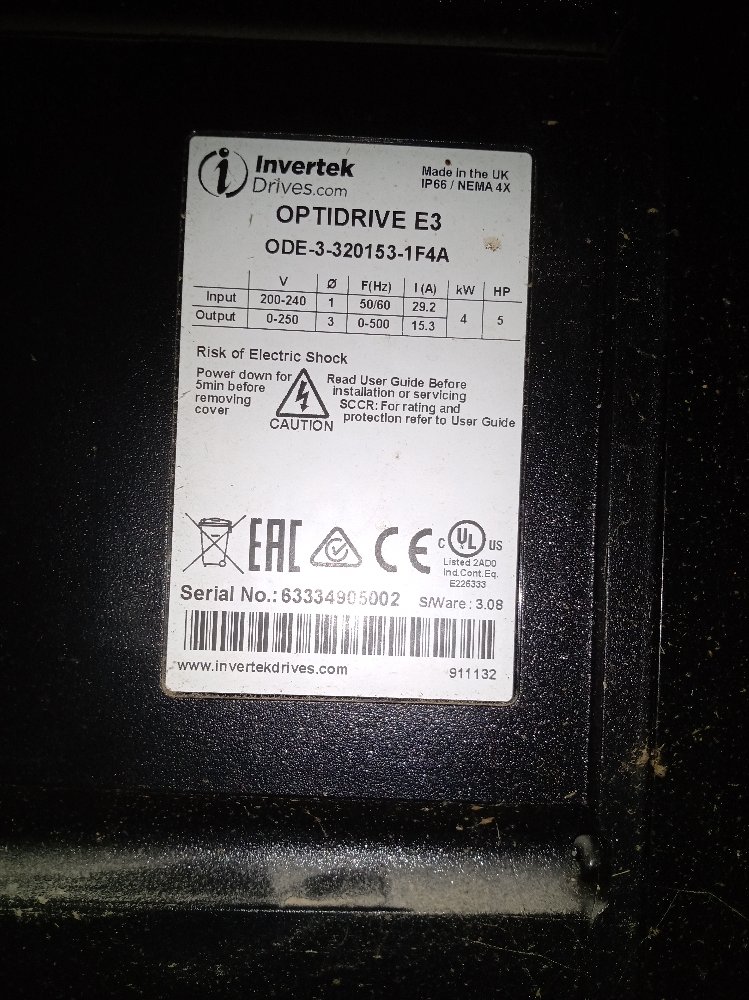 Invertek
Drives.com
Made in the UK
IP66 / NEMA 4X
OPTIDRIVE E3
ODE-3-320153-1F4A
V Ø F(Hz) I (A) kW HP
Input 200-240 1 50/60 29.2
Output 0-250 3 0-500 15.3 4 5
Risk of Electric Shock
Power down for
5min before
removing
cover
CAUTION
Read User Guide Before
installation or servicing
SCCR: For rating and
protection refer to User Guide
EAC
CE
C UL US
Listed 2AD0
Ind.Cont.Eq.
E226333
Serial No.: 63334905002 S/Ware : 3.08
www.invertekdrives.com 911132